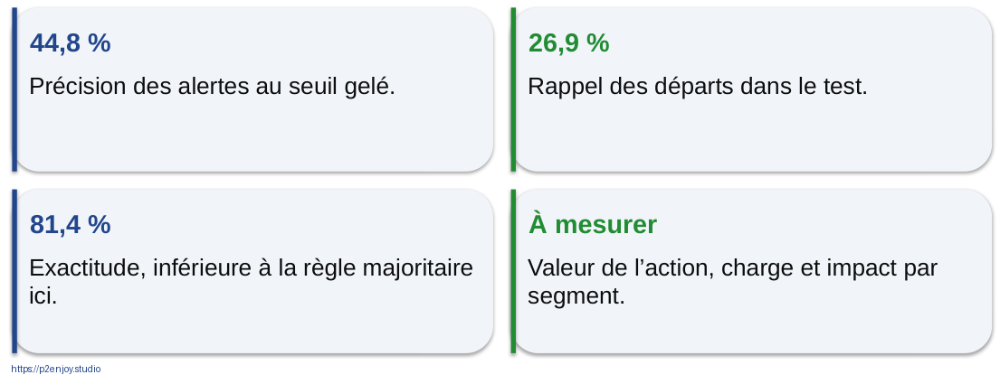 44,8 %
Précision des alertes au seuil gelé.
26,9 %
Rappel des départs dans le test.
81,4 %
Exactitude, inférieure à la règle majoritaire
ici.
À mesurer
Valeur de l’action, charge et impact par
segment.
https://p2enjoy.studio